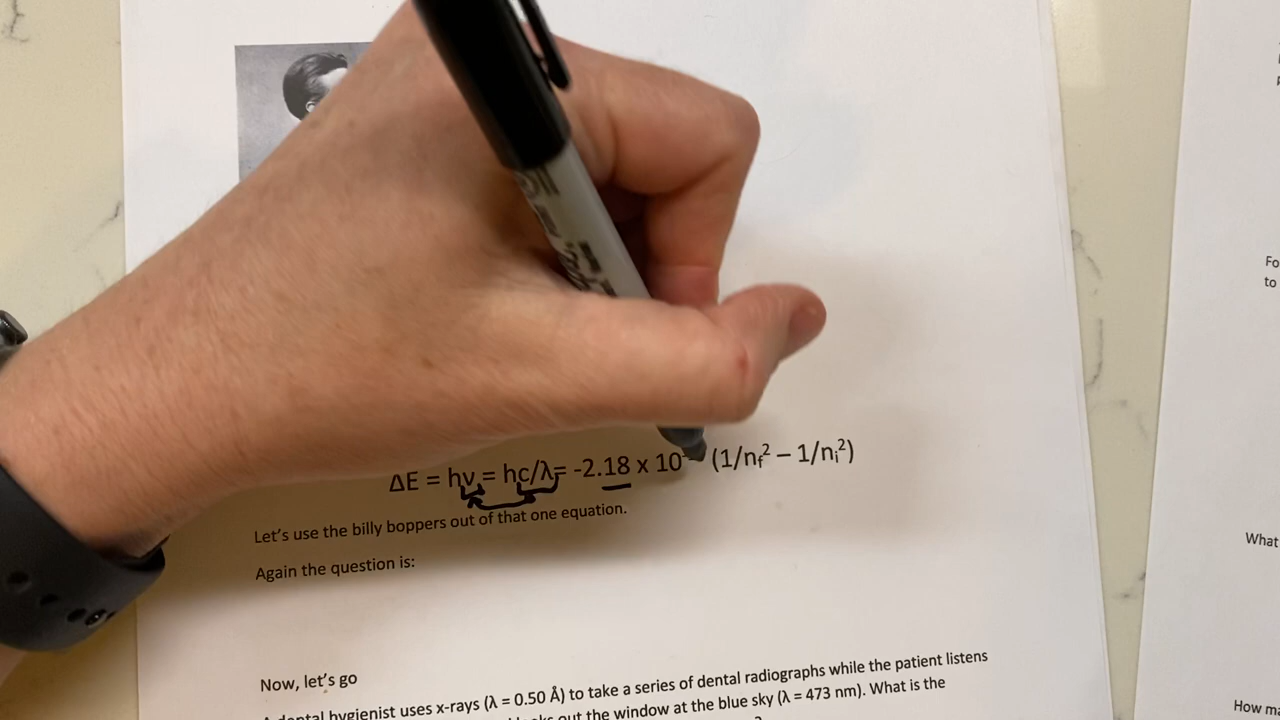 ΔE = hν = hc/λ = -2.18 x 10 (1/nf² – 1/ni²)
Let's use the billy boppers out of that one equation.
Again the question is:
Now, let's go
dental hygienist uses x-rays (λ = 0.50 Å) to take a series of dental radiographs while the patient listens
out the window at the blue sky (λ = 473 nm). What is the
Fo
to
What
How ma